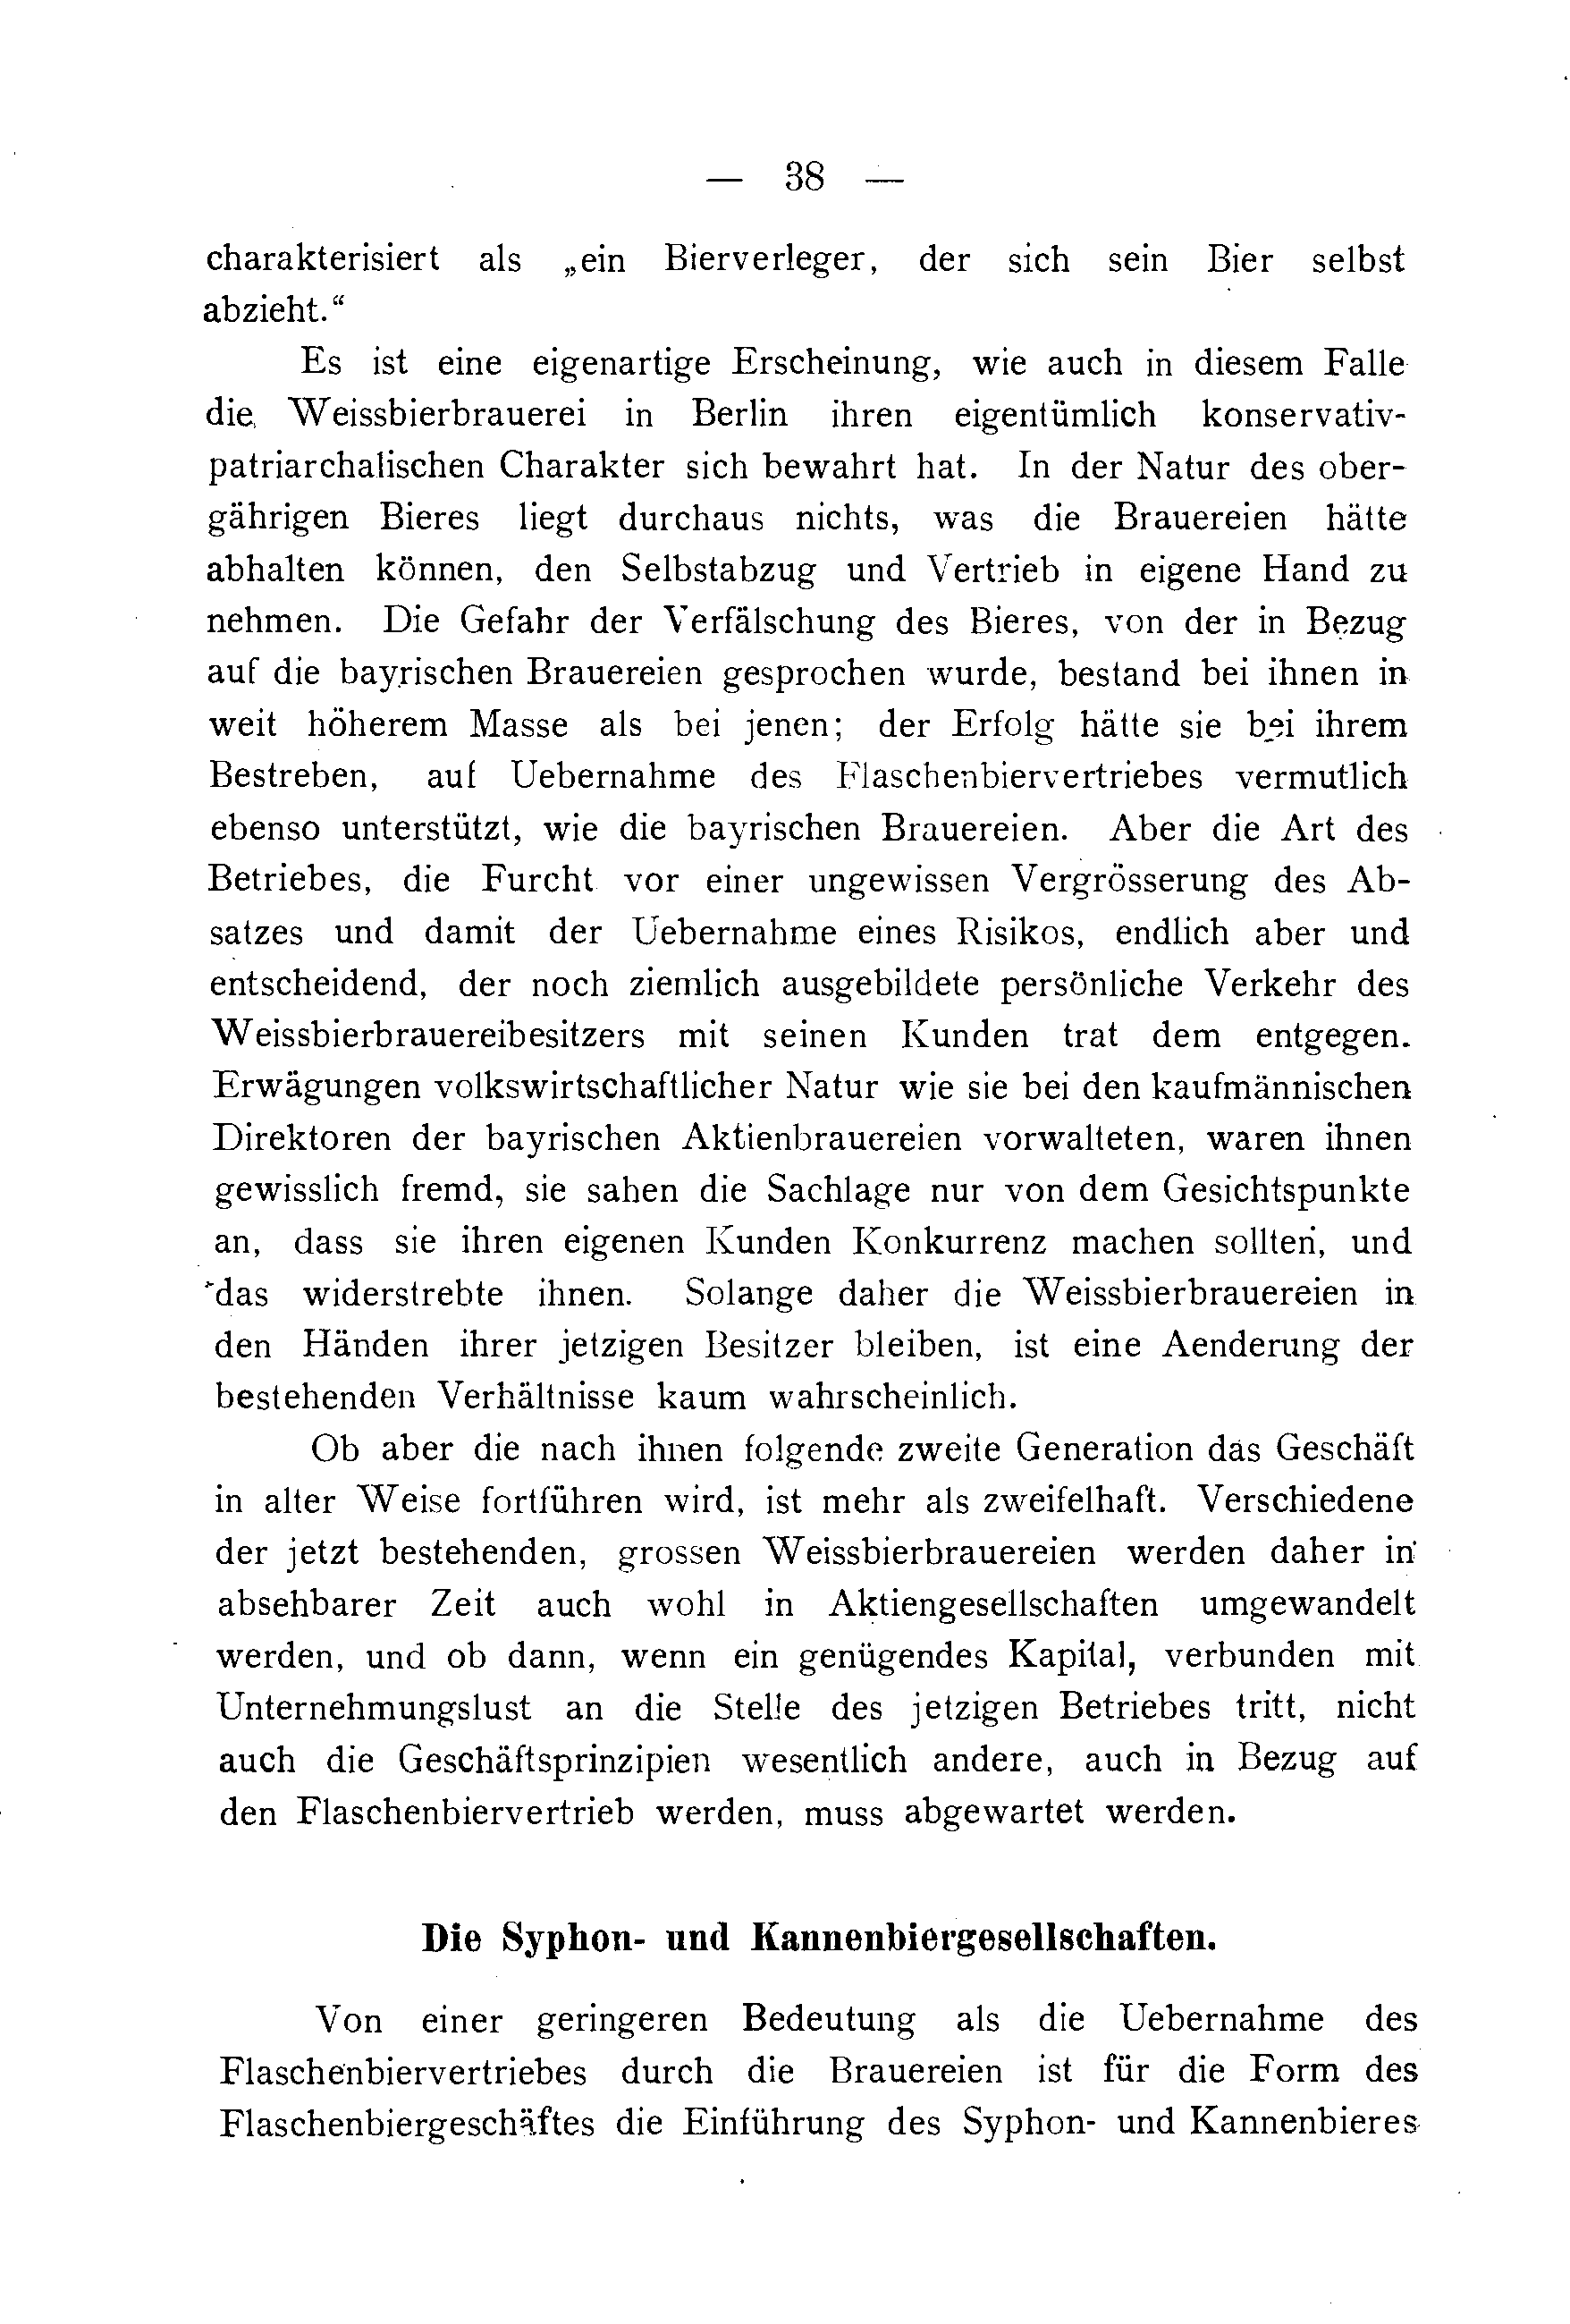 — 38 —
charakterisiert als „ein Bierverleger, der sich sein Bier selbst
abzieht.“
Es ist eine eigenartige Erscheinung, wie auch in diesem Falle
die Weissbierbrauerei in Berlin ihren eigentümlich konservativ-
patriarchalischen Charakter sich bewahrt hat. In der Natur des ober-
gährigen Bieres liegt durchaus nichts, was die Brauereien hätte
abhalten können, den Selbstabzug und Vertrieb in eigene Hand zu
nehmen. Die Gefahr der Verfälschung des Bieres, von der in Bezug
auf die bayrischen Brauereien gesprochen wurde, bestand bei ihnen in
weit höherem Masse als bei jenen; der Erfolg hätte sie bei ihrem
Bestreben, auf Uebernahme des Flaschenbiervertriebes vermutlich
ebenso unterstützt, wie die bayrischen Brauereien. Aber die Art des
Betriebes, die Furcht vor einer ungewissen Vergrösserung des Ab-
satzes und damit der Uebernahme eines Risikos, endlich aber und
entscheidend, der noch ziemlich ausgebildete persönliche Verkehr des
Weissbierbrauereibesitzers mit seinen Kunden trat dem entgegen.
Erwägungen volkswirtschaftlicher Natur wie sie bei den kaufmännischen
Direktoren der bayrischen Aktienbrauereien vorwalteten, waren ihnen
gewisslich fremd, sie sahen die Sachlage nur von dem Gesichtspunkte
an, dass sie ihren eigenen Kunden Konkurrenz machen sollten, und
das widerstrebte ihnen. Solange daher die Weissbierbrauereien in
den Händen ihrer jetzigen Besitzer bleiben, ist eine Aenderung der
bestehenden Verhältnisse kaum wahrscheinlich.
Ob aber die nach ihnen folgende zweite Generation das Geschäft
in alter Weise fortführen wird, ist mehr als zweifelhaft. Verschiedene
der jetzt bestehenden, grossen Weissbierbrauereien werden daher in
absehbarer Zeit auch wohl in Aktiengesellschaften umgewandelt
werden, und ob dann, wenn ein genügendes Kapital, verbunden mit
Unternehmungslust an die Stelle des jetzigen Betriebes tritt, nicht
auch die Geschäftsprinzipien wesentlich andere, auch in Bezug auf
den Flaschenbiervertrieb werden, muss abgewartet werden.
Die Syphon- und Kannenbiergesellschaften.
Von einer geringeren Bedeutung als die Uebernahme des
Flaschenbiervertriebes durch die Brauereien ist für die Form des
Flaschenbiergeschäftes die Einführung des Syphon- und Kannenbieres